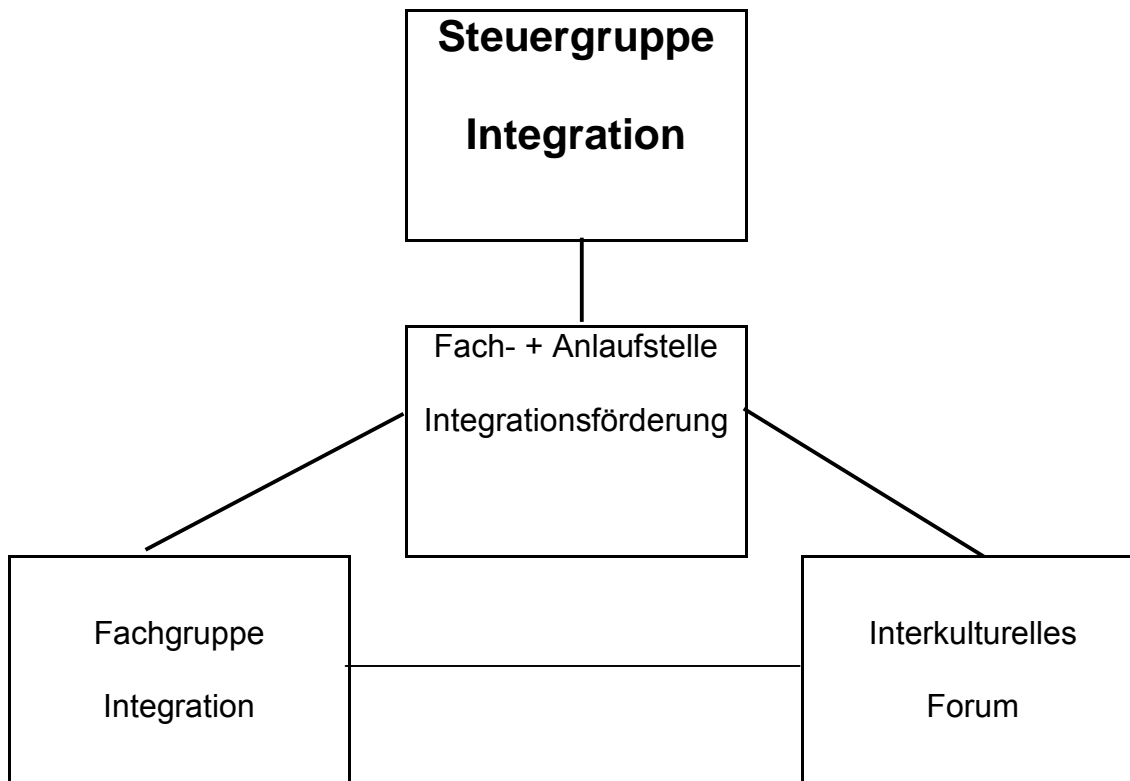 Steuergruppe
Integration
Fach- + Anlaufstelle
Integrationsförderung
Fachgruppe
Integration
Interkulturelles
Forum